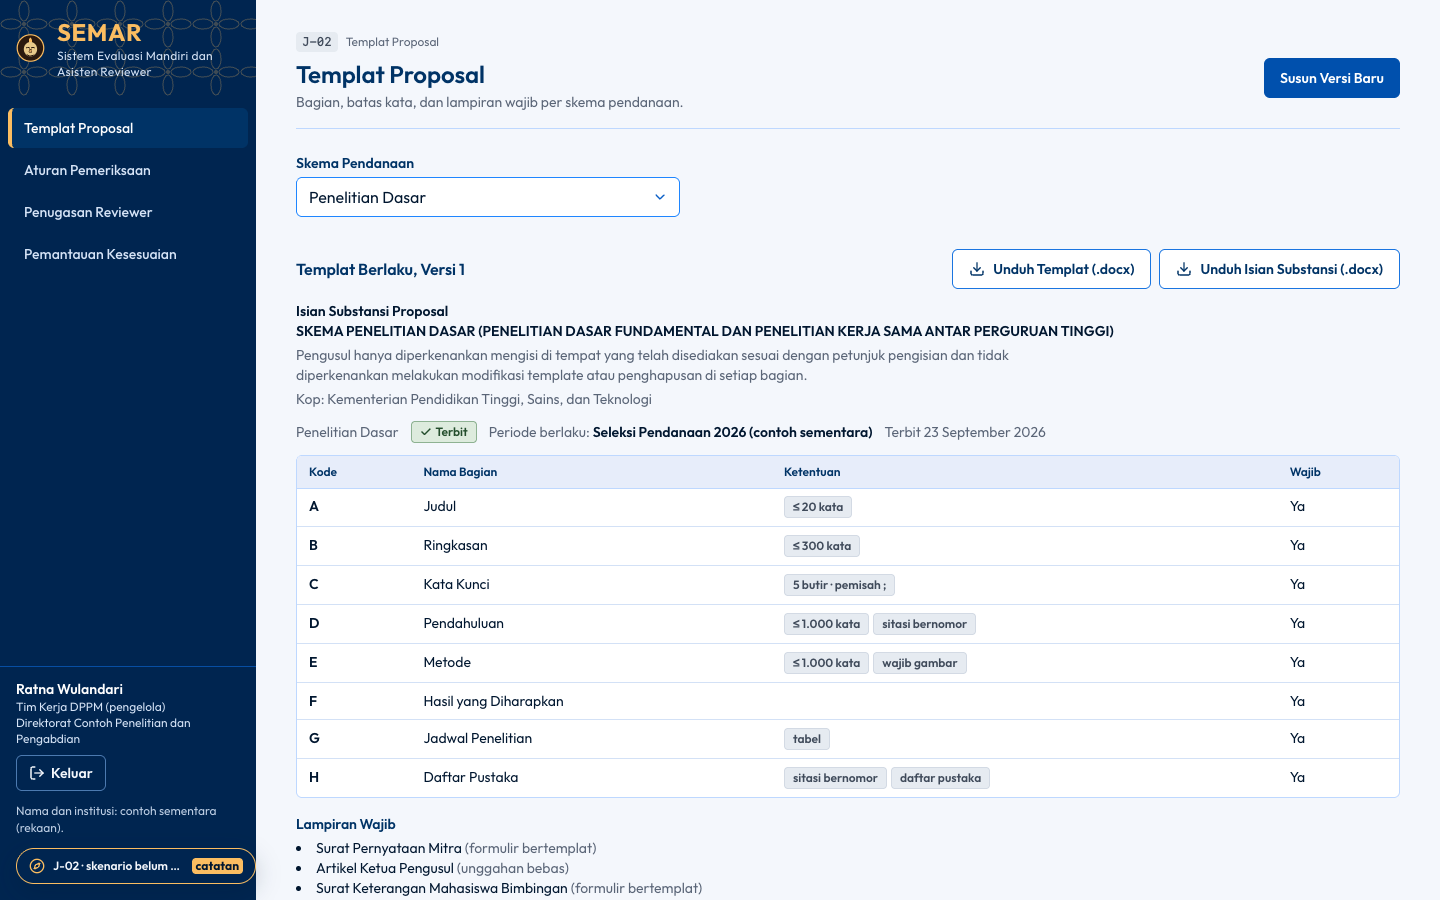 SEMAR
Sistem Evaluasi Mandiri dan
Asisten Reviewer
Templat Proposal
Aturan Pemeriksaan
Penugasan Reviewer
Pemantauan Kesesuaian
Ratna Wulandari
Tim Kerja DPPM (pengelola)
Direktorat Contoh Penelitian dan
Pengabdian
Keluar
Nama dan institusi: contoh sementara
(rekaan).
J-02 · skenario belum ... catatan
J-02 Templat Proposal
Templat Proposal
Bagian, batas kata, dan lampiran wajib per skema pendanaan.
Susun Versi Baru
Skema Pendanaan
Penelitian Dasar
Templat Berlaku, Versi 1
Unduh Templat (.docx)
Unduh Isian Substansi (.docx)
Isian Substansi Proposal
SKEMA PENELITIAN DASAR (PENELITIAN DASAR FUNDAMENTAL DAN PENELITIAN KERJA SAMA ANTAR PERGURUAN TINGGI)
Pengusul hanya diperkenankan mengisi di tempat yang telah disediakan sesuai dengan petunjuk pengisian dan tidak
diperkenankan melakukan modifikasi template atau penghapusan di setiap bagian.
Kop: Kementerian Pendidikan Tinggi, Sains, dan Teknologi
Penelitian Dasar Terbit Periode berlaku: Seleksi Pendanaan 2026 (contoh sementara) Terbit 23 September 2026
Kode Nama Bagian Ketentuan Wajib
A Judul ≤ 20 kata Ya
B Ringkasan ≤ 300 kata Ya
C Kata Kunci 5 butir · pemisah ; Ya
D Pendahuluan ≤ 1.000 kata sitasi bernomor Ya
E Metode ≤ 1.000 kata wajib gambar Ya
F Hasil yang Diharapkan Ya
G Jadwal Penelitian tabel Ya
H Daftar Pustaka sitasi bernomor daftar pustaka Ya
Lampiran Wajib
• Surat Pernyataan Mitra (formulir bertemplat)
• Artikel Ketua Pengusul (unggahan bebas)
• Surat Keterangan Mahasiswa Bimbingan (formulir bertemplat)